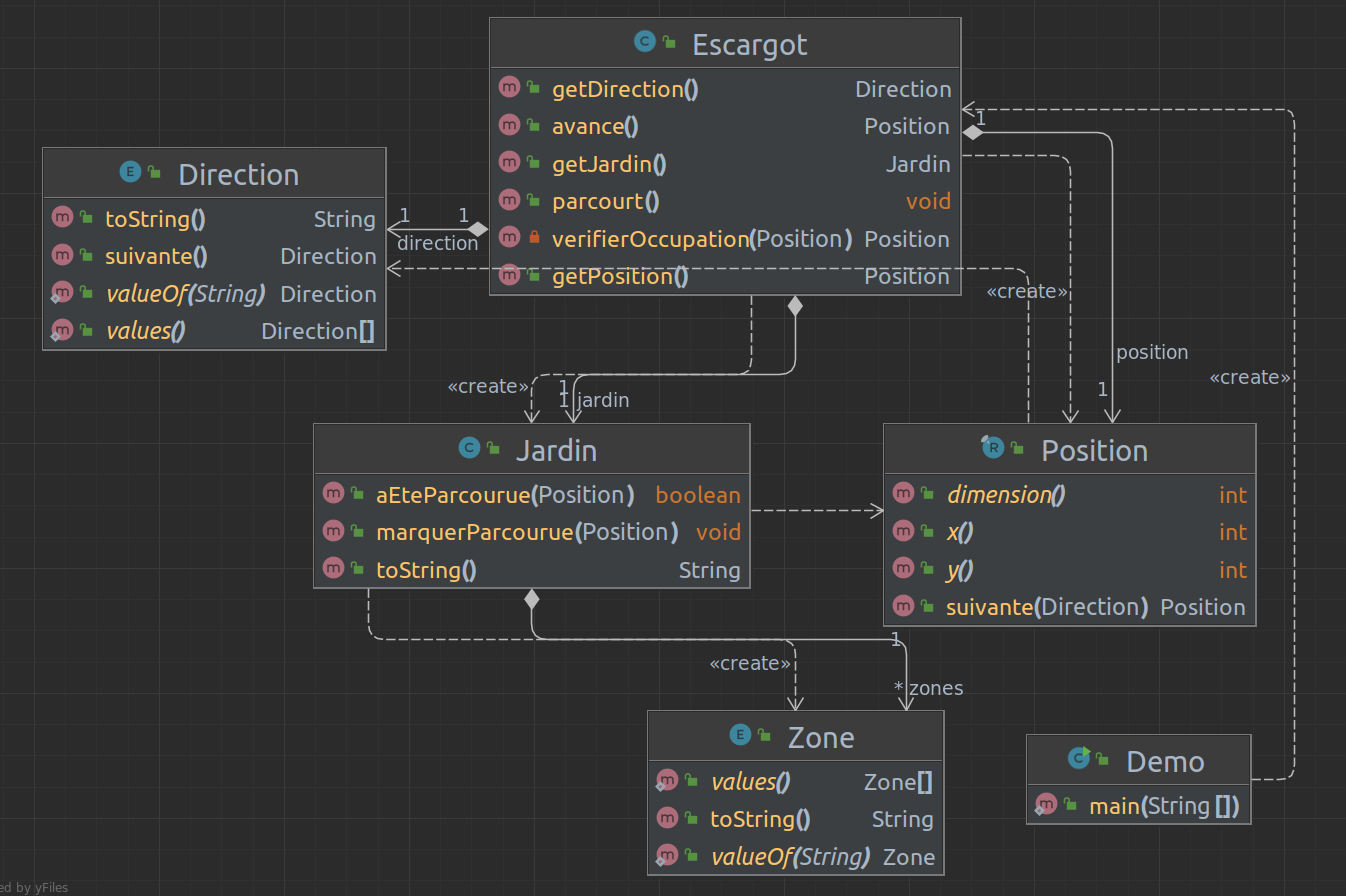 Escargot
getDirection() Direction
avance() Position
getJardin() Jardin
parcourt() void
verifierOccupation(Position) Position
getPosition() Position
Direction
toString() String
suivante() Direction
valueOf(String) Direction
values() Direction[]
1 1
direction
1
«create»
position
1
«create»
«create»
1
1 jardin
Jardin
aEteParcourue(Position) boolean
marquerParcourue(Position) void
toString() String
Position
dimension() int
x() int
y() int
suivante(Direction) Position
1
«create»
* zones
Zone
values() Zone[]
toString() String
valueOf(String) Zone
Demo
main(String[])
ed by yFiles